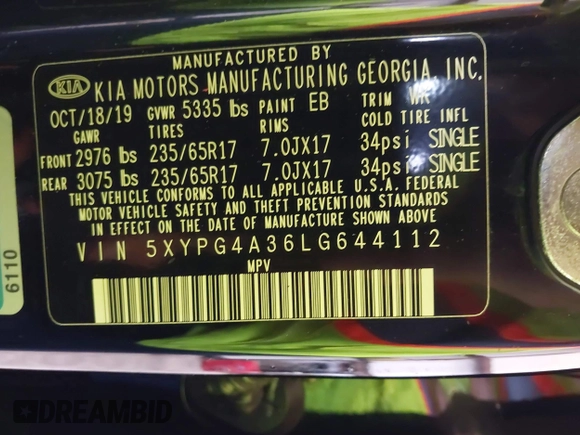 MANUFACTURED BY
KIA KIA MOTORS MANUFACTURING GEORGIA, INC.
OCT/18/19 GVWR 5335 lbs PAINT EB TRIM WK
GAWR TIRES RIMS COLD TIRE INFL
FRONT 2976 lbs 235/65R17 7.0JX17 34psi SINGLE
REAR 3075 lbs 235/65R17 7.0JX17 34psi SINGLE
THIS VEHICLE CONFORMS TO ALL APPLICABLE U.S.A. FEDERAL
MOTOR VEHICLE SAFETY AND THEFT PREVENTION STANDARDS
IN EFFECT ON THE DATE OF MANUFACTURE SHOWN ABOVE
VIN 5XYPG4A36LG644112
MPV
6110
DREAMBID